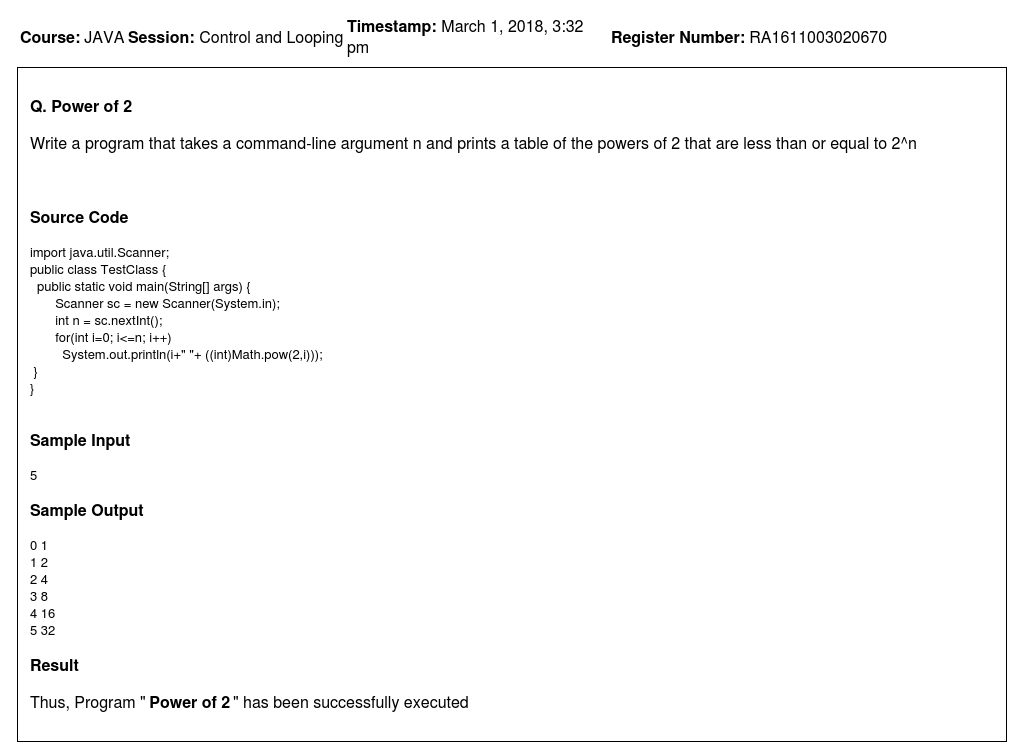 Course: JAVA Session: Control and Looping Timestamp: March 1, 2018, 3:32 pm Register Number: RA1611003020670
Q. Power of 2
Write a program that takes a command-line argument n and prints a table of the powers of 2 that are less than or equal to 2^n
Source Code
import java.util.Scanner;
public class TestClass {
  public static void main(String[] args) {
       Scanner sc = new Scanner(System.in);
       int n = sc.nextInt();
       for(int i=0; i<=n; i++)
         System.out.println(i+" "+ ((int)Math.pow(2,i)));
 }
}
Sample Input
5
Sample Output
0 1
1 2
2 4
3 8
4 16
5 32
Result
Thus, Program " Power of 2 " has been successfully executed